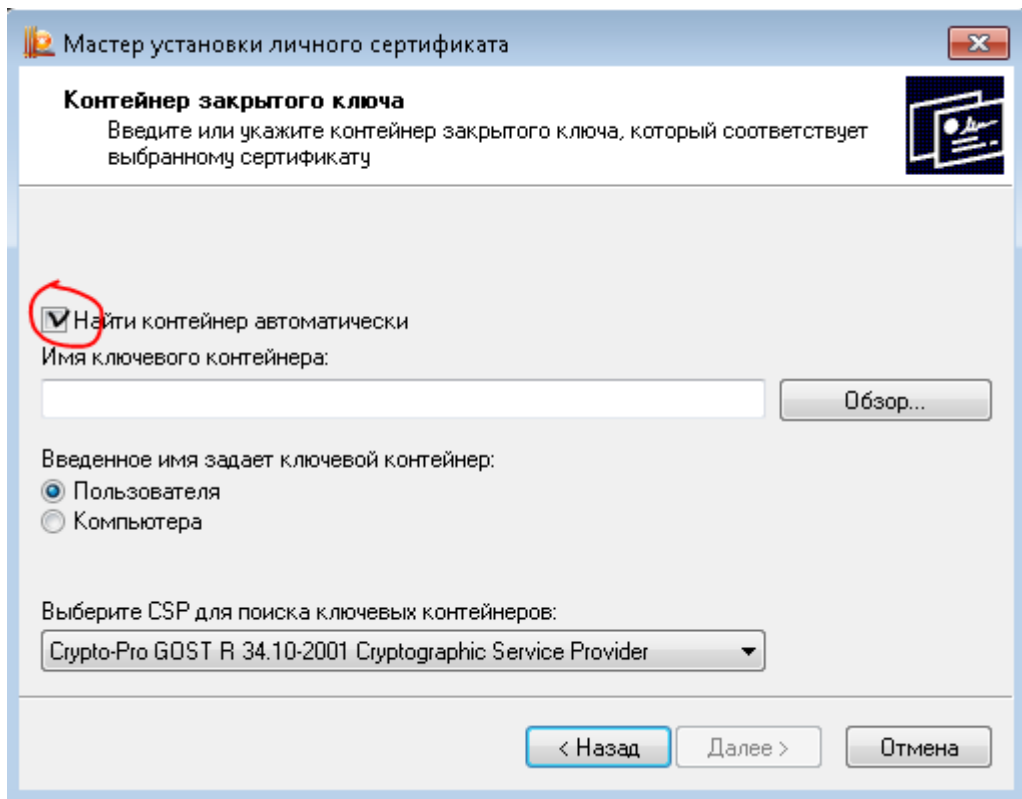 Мастер установки личного сертификата
Контейнер закрытого ключа
Введите или укажите контейнер закрытого ключа, который соответствует
выбранному сертификату
Найти контейнер автоматически
Имя ключевого контейнера:
Обзор...
Введенное имя задает ключевой контейнер:
Пользователя
Компьютера
Выберите CSP для поиска ключевых контейнеров:
Crypto-Pro GOST R 34.10-2001 Cryptographic Service Provider
< Назад
Далее >
Отмена